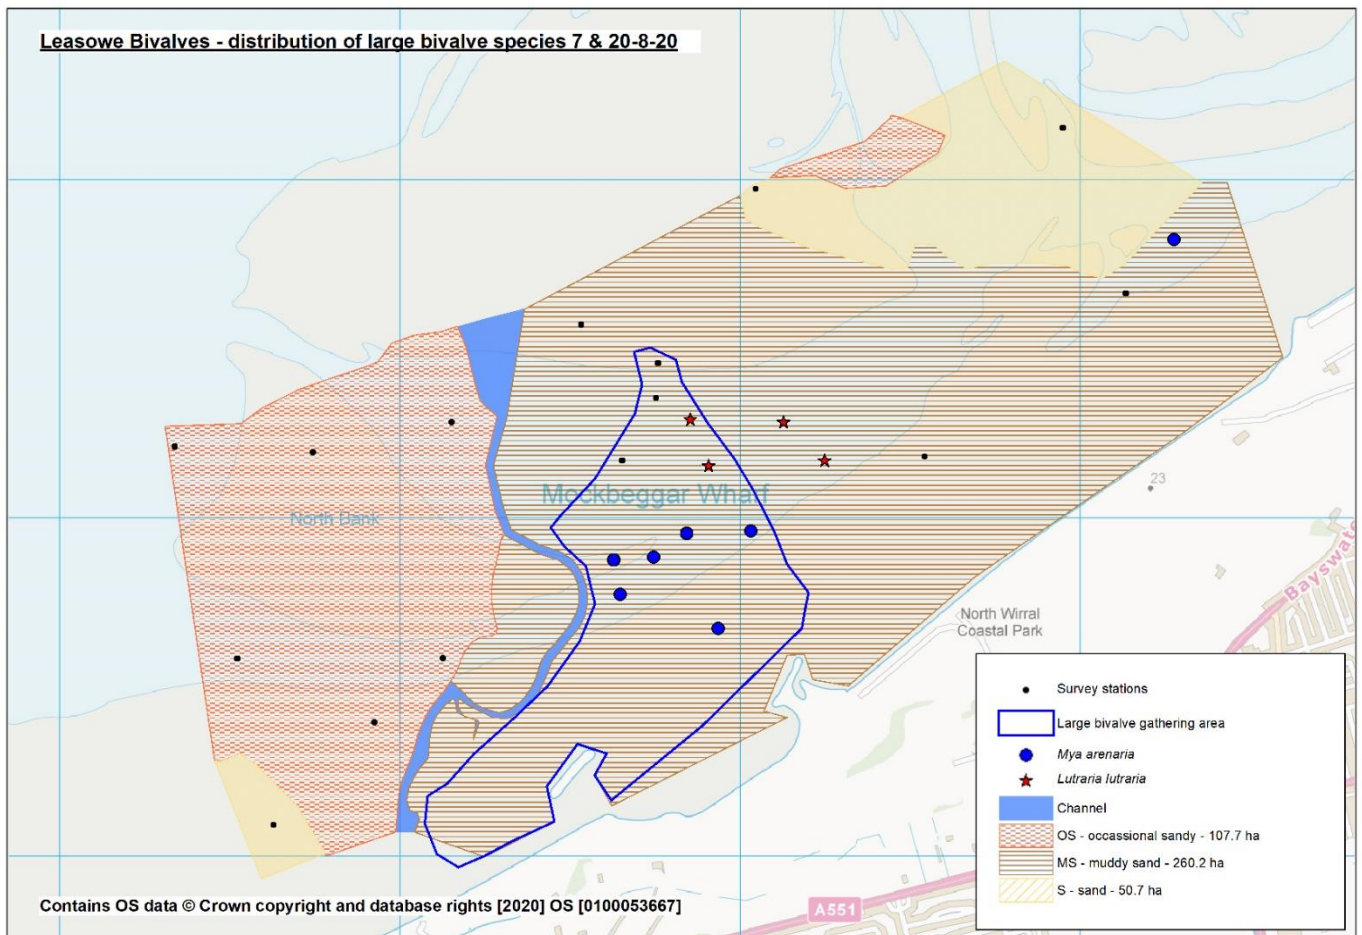 Leasowe Bivalves - distribution of large bivalve species 7 & 20-8-20
Mockbeggar Wharf
North Bank
23
Bayswate
North Wirral
Coastal Park
Survey stations
Large bivalve gathering area
Mya arenaria
Lutraria lutraria
Channel
OS - occassional sandy - 107.7 ha
MS - muddy sand - 260.2 ha
S - sand - 50.7 ha
Contains OS data © Crown copyright and database rights [2020] OS [0100053667]
A551